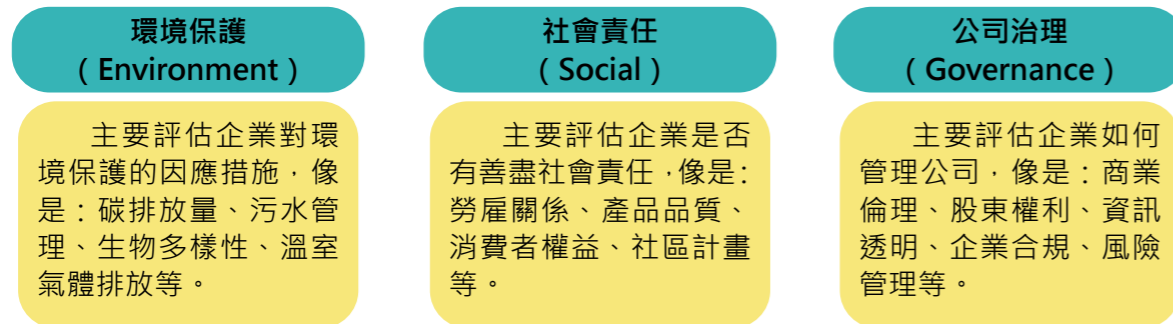 環境保護
（Environment）
主要評估企業對環
境保護的因應措施，像
是：碳排放量、污水管
理、生物多樣性、溫室
氣體排放等。
社會責任
（Social）
主要評估企業是否
有善盡社會責任，像是：
勞雇關係、產品品質、
消費者權益、社區計畫
等。
公司治理
（Governance）
主要評估企業如何
管理公司，像是：商業
倫理、股東權利、資訊
透明、企業合規、風險
管理等。